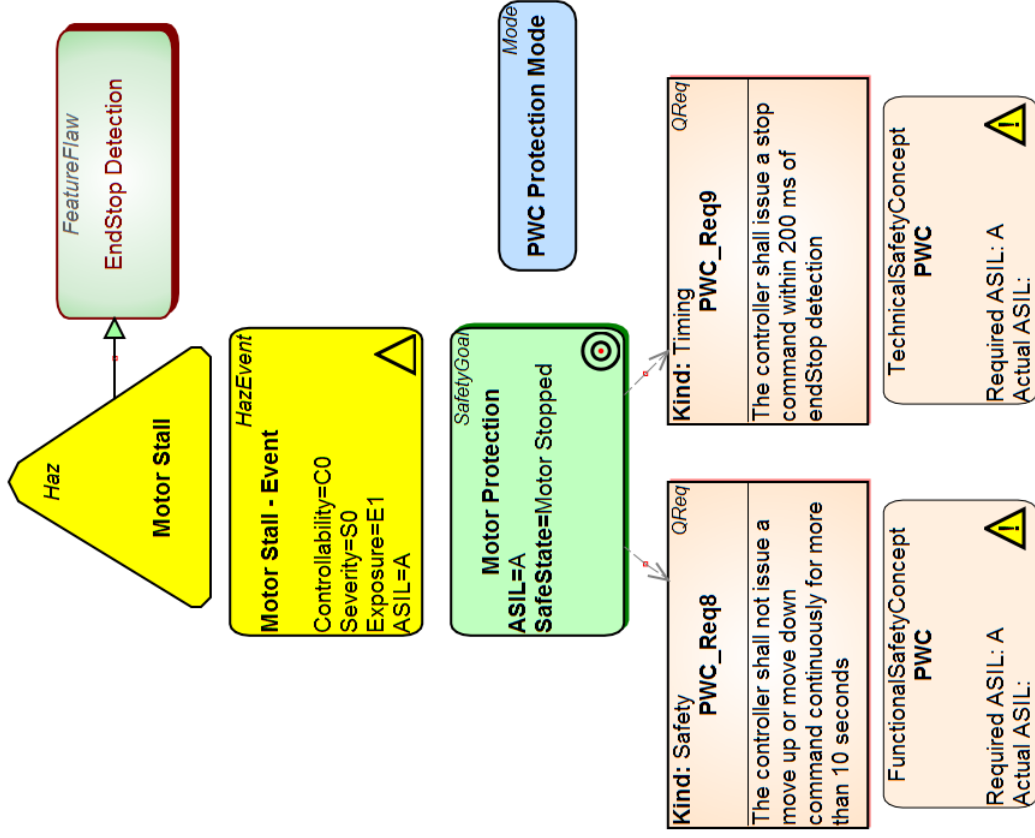 Haz
Motor Stall
FeatureFlaw
EndStop Detection
HazEvent
Motor Stall - Event
Controllability=C0
Severity=S0
Exposure=E1
ASIL=A
SafetyGoal
Motor Protection
ASIL=A
SafeState=Motor Stopped
Mode
PWC Protection Mode
QReq
Kind: Safety
PWC_Req8
The controller shall not issue a
move up or move down
command continuously for more
than 10 seconds
QReq
Kind: Timing
PWC_Req9
The controller shall issue a stop
command within 200 ms of
endStop detection
FunctionalSafetyConcept
PWC
Required ASIL: A
Actual ASIL:
TechnicalSafetyConcept
PWC
Required ASIL: A
Actual ASIL: